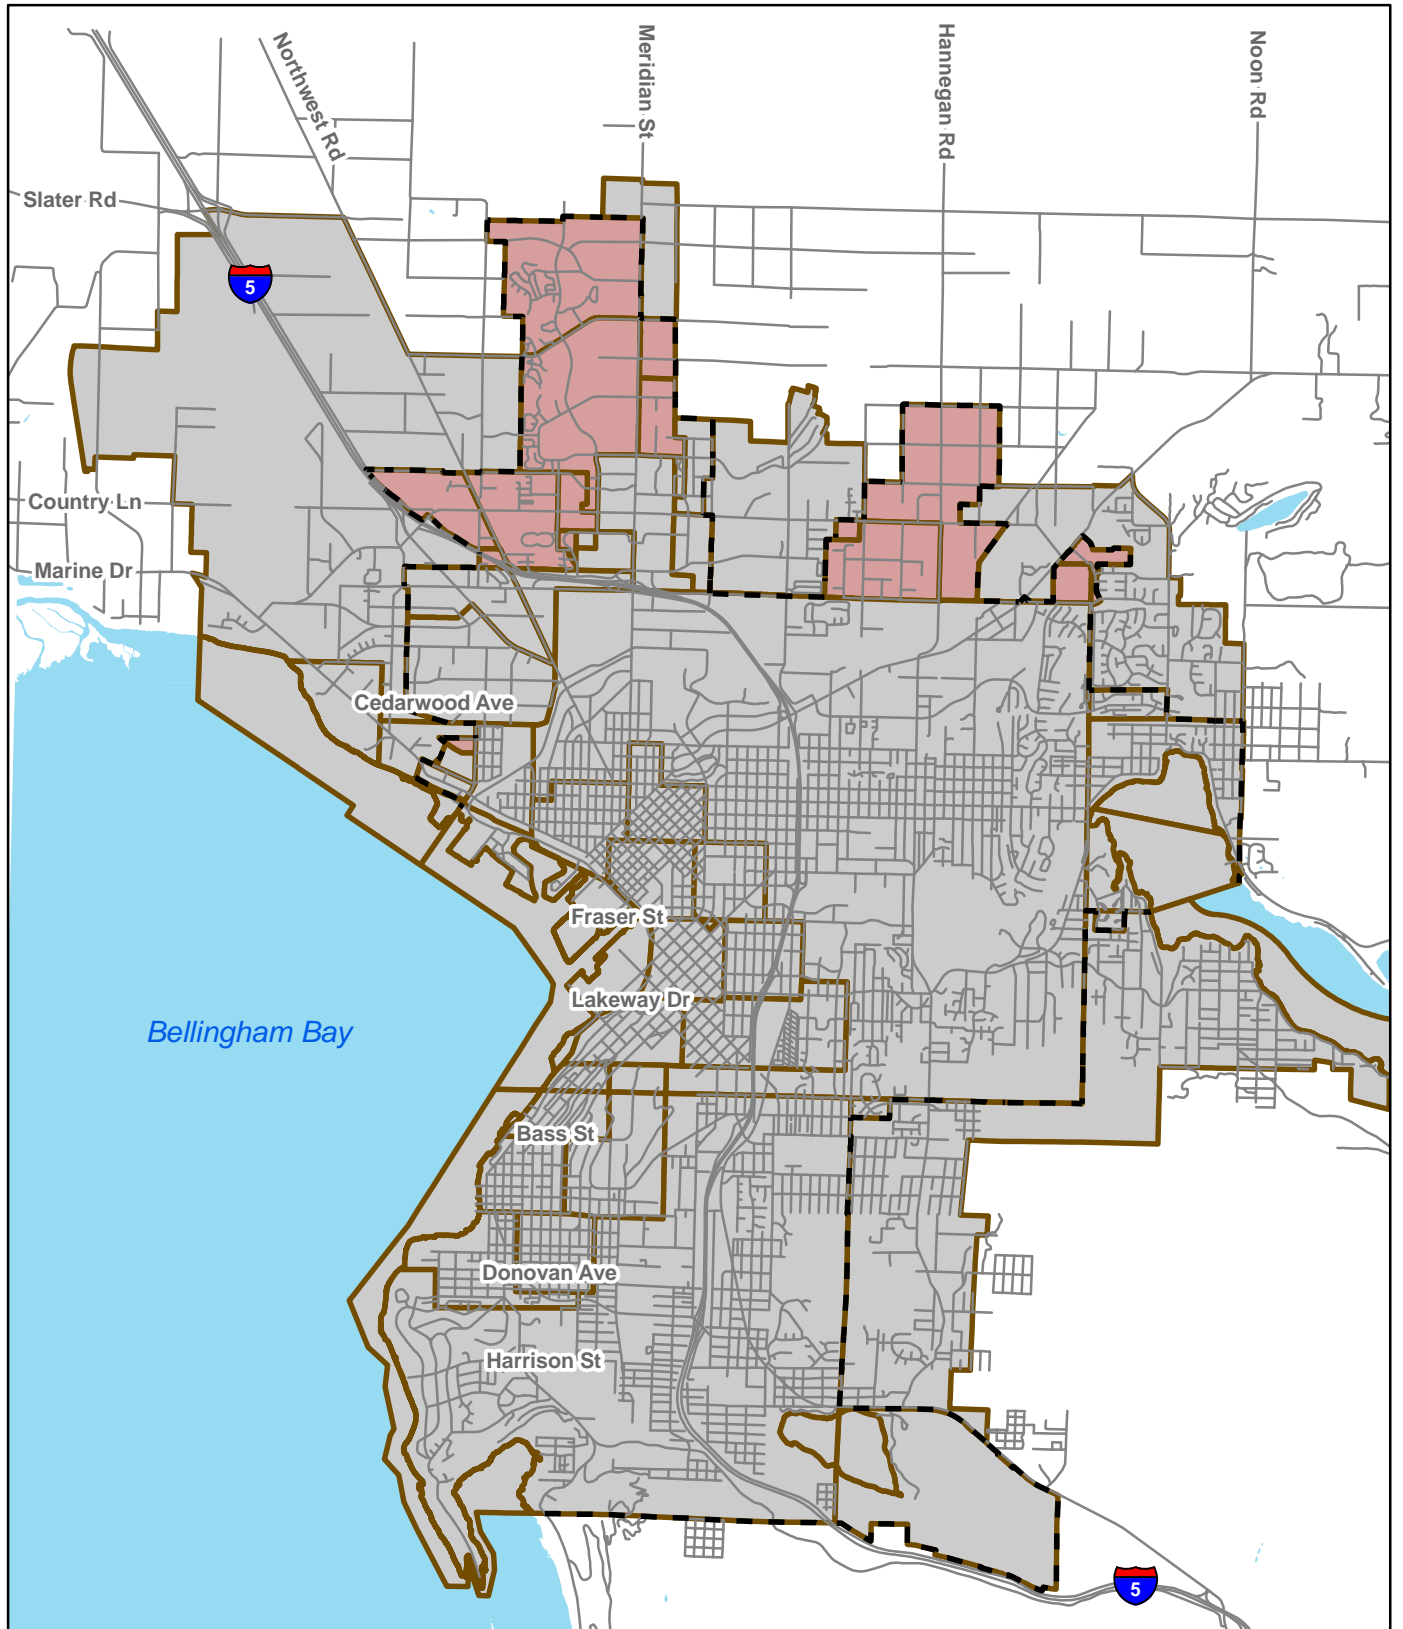 Northwest Rd
Meridian St
Hannegan Rd
Noon Rd
Slater Rd
5
Country Ln
Marine Dr
Cedarwood Ave
Fraser St
Lakeway Dr
Bellingham Bay
Bass St
Donovan Ave
Harrison St
5